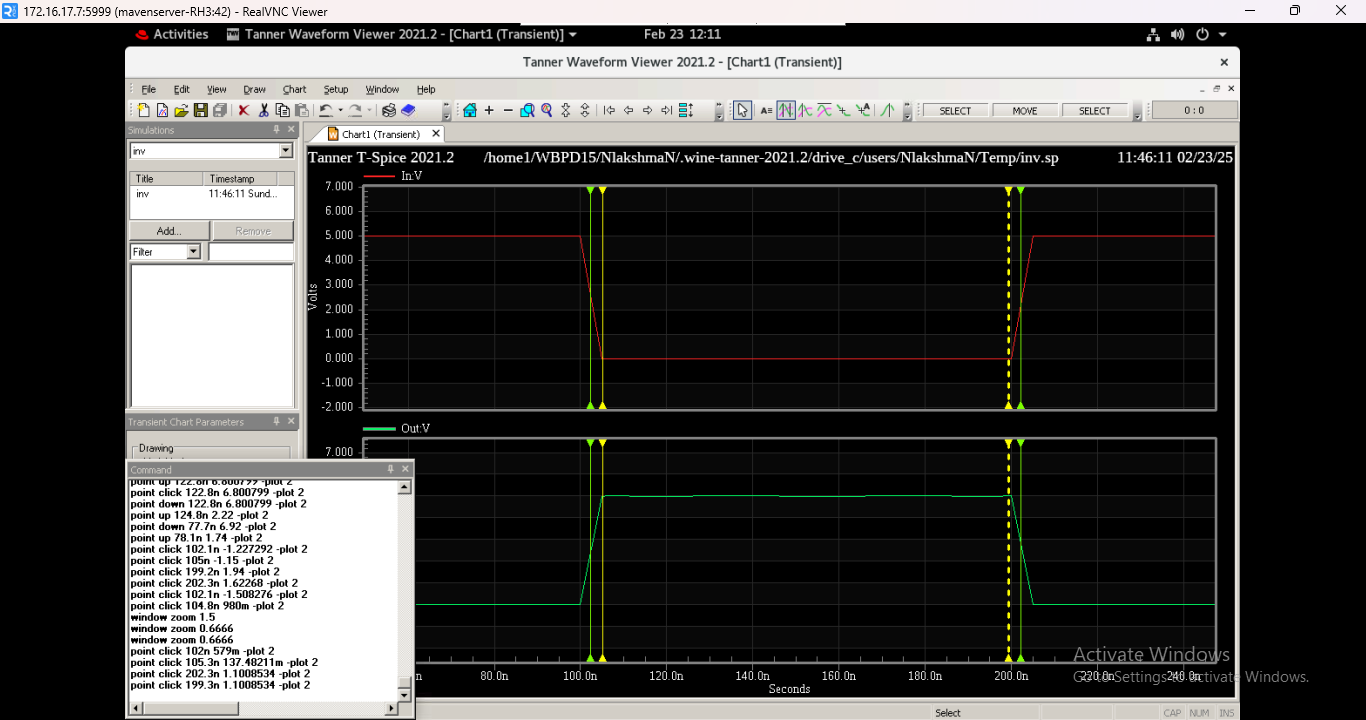 172.16.17.7:5999 (mavenserver-RH3:42) - RealVNC Viewer
Activities Tanner Waveform Viewer 2021.2 - [Chart1 (Transient)] Feb 23 12:11
Tanner Waveform Viewer 2021.2 - [Chart1 (Transient)]
File Edit View Draw Chart Setup Window Help
SELECT MOVE SELECT 0 : 0
Simulations
Chart1 (Transient)
inv
Title Timestamp
inv 11:46:11 Sund...
Add... Remove
Filter
Transient Chart Parameters
Drawing
Tanner T-Spice 2021.2 /home1/WBPD15/NlakshmaN/.wine-tanner-2021.2/drive_c/users/NlakshmaN/Temp/inv.sp 11:46:11 02/23/25
In:V
7.000
6.000
5.000
4.000
3.000
2.000
1.000
0.000
-1.000
-2.000
Volts
Out:V
7.000
Command
point up 122.8n 6.800799 -plot 2
point click 122.8n 6.800799 -plot 2
point down 122.8n 6.800799 -plot 2
point up 124.8n 2.22 -plot 2
point down 77.7n 6.92 -plot 2
point up 78.1n 1.74 -plot 2
point click 102.1n -1.227292 -plot 2
point click 105n -1.15 -plot 2
point click 199.2n 1.94 -plot 2
point click 202.3n 1.62268 -plot 2
point click 102.1n -1.508276 -plot 2
point click 104.8n 980m -plot 2
window zoom 1.5
window zoom 0.6666
window zoom 0.6666
point click 102n 579m -plot 2
point click 105.3n 137.48211m -plot 2
point click 202.3n 1.1008534 -plot 2
point click 199.3n 1.1008534 -plot 2
80.0n 100.0n 120.0n 140.0n 160.0n 180.0n 200.0n 220.0n 240.0n
Seconds
Activate Windows
Go to Settings to activate Windows.
Select CAP NUM INS